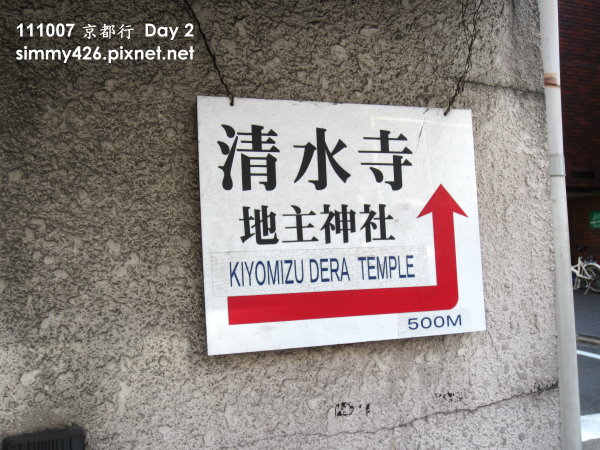 111007 京都行 Day 2
simmy426.pixnet.net
清水寺
地主神社
KIYOMIZU DERA TEMPLE
500M